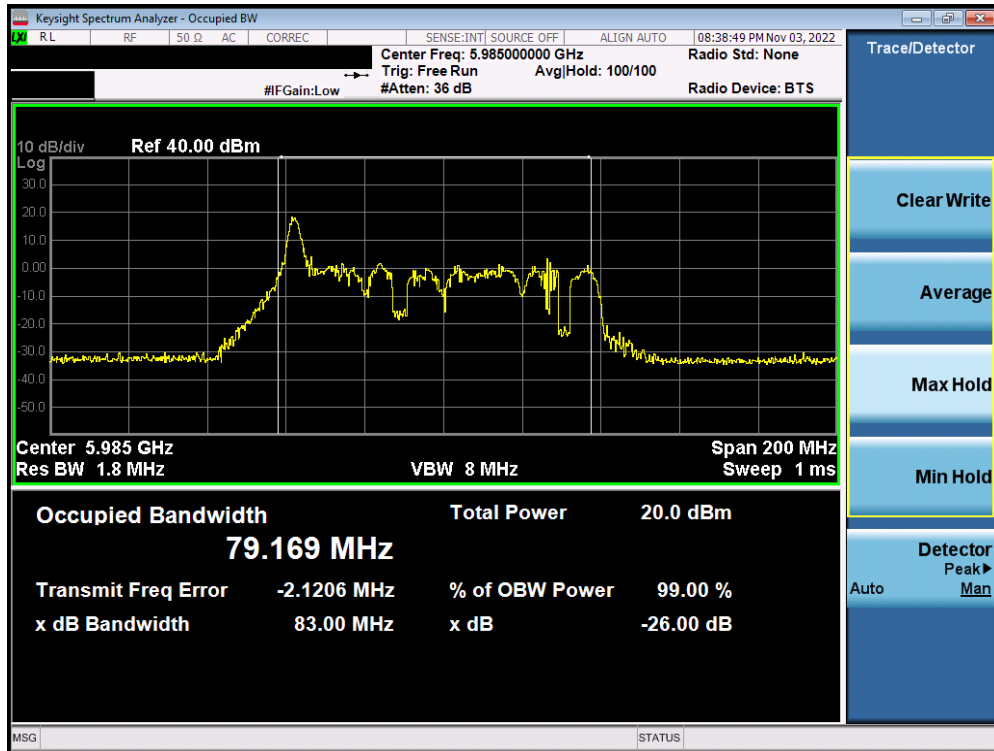 Keysight Spectrum Analyzer - Occupied BW
LXI RL RF 50 Ω AC CORREC SENSE:INT SOURCE OFF ALIGN AUTO 08:38:49 PM Nov 03, 2022
Center Freq: 5.985000000 GHz Radio Std: None
Trig: Free Run Avg|Hold: 100/100
#IFGain:Low #Atten: 36 dB Radio Device: BTS
10 dB/div Ref 40.00 dBm
Log
30.0
20.0
10.0
0.00
-10.0
-20.0
-30.0
-40.0
-50.0
Center 5.985 GHz Span 200 MHz
Res BW 1.8 MHz VBW 8 MHz Sweep 1 ms
Occupied Bandwidth Total Power 20.0 dBm
79.169 MHz
Transmit Freq Error -2.1206 MHz % of OBW Power 99.00 %
x dB Bandwidth 83.00 MHz x dB -26.00 dB
MSG STATUS
Trace/Detector
Clear Write
Average
Max Hold
Min Hold
Detector
Peak▶
Auto Man